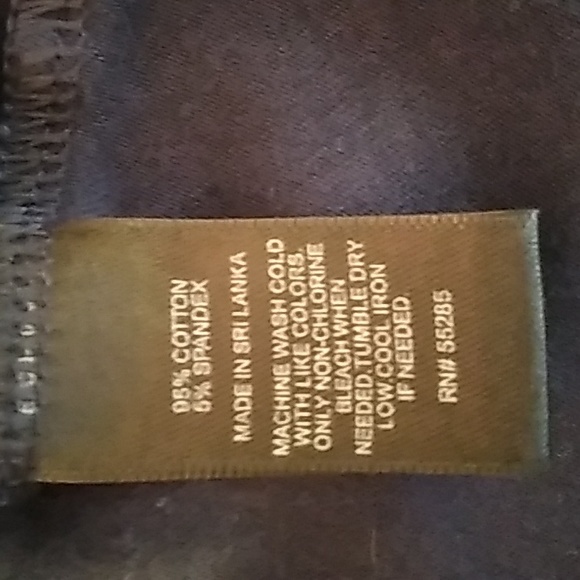 95% COTTON
5% SPANDEX
MADE IN SRI LANKA
MACHINE WASH COLD
WITH LIKE COLORS.
ONLY NON-CHLORINE
BLEACH WHEN
NEEDED.TUMBLE DRY
LOW.COOL IRON
IF NEEDED
RN# 55285